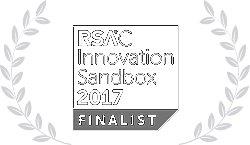 RSAC
Innovation
Sandbox
2017
FINALIST